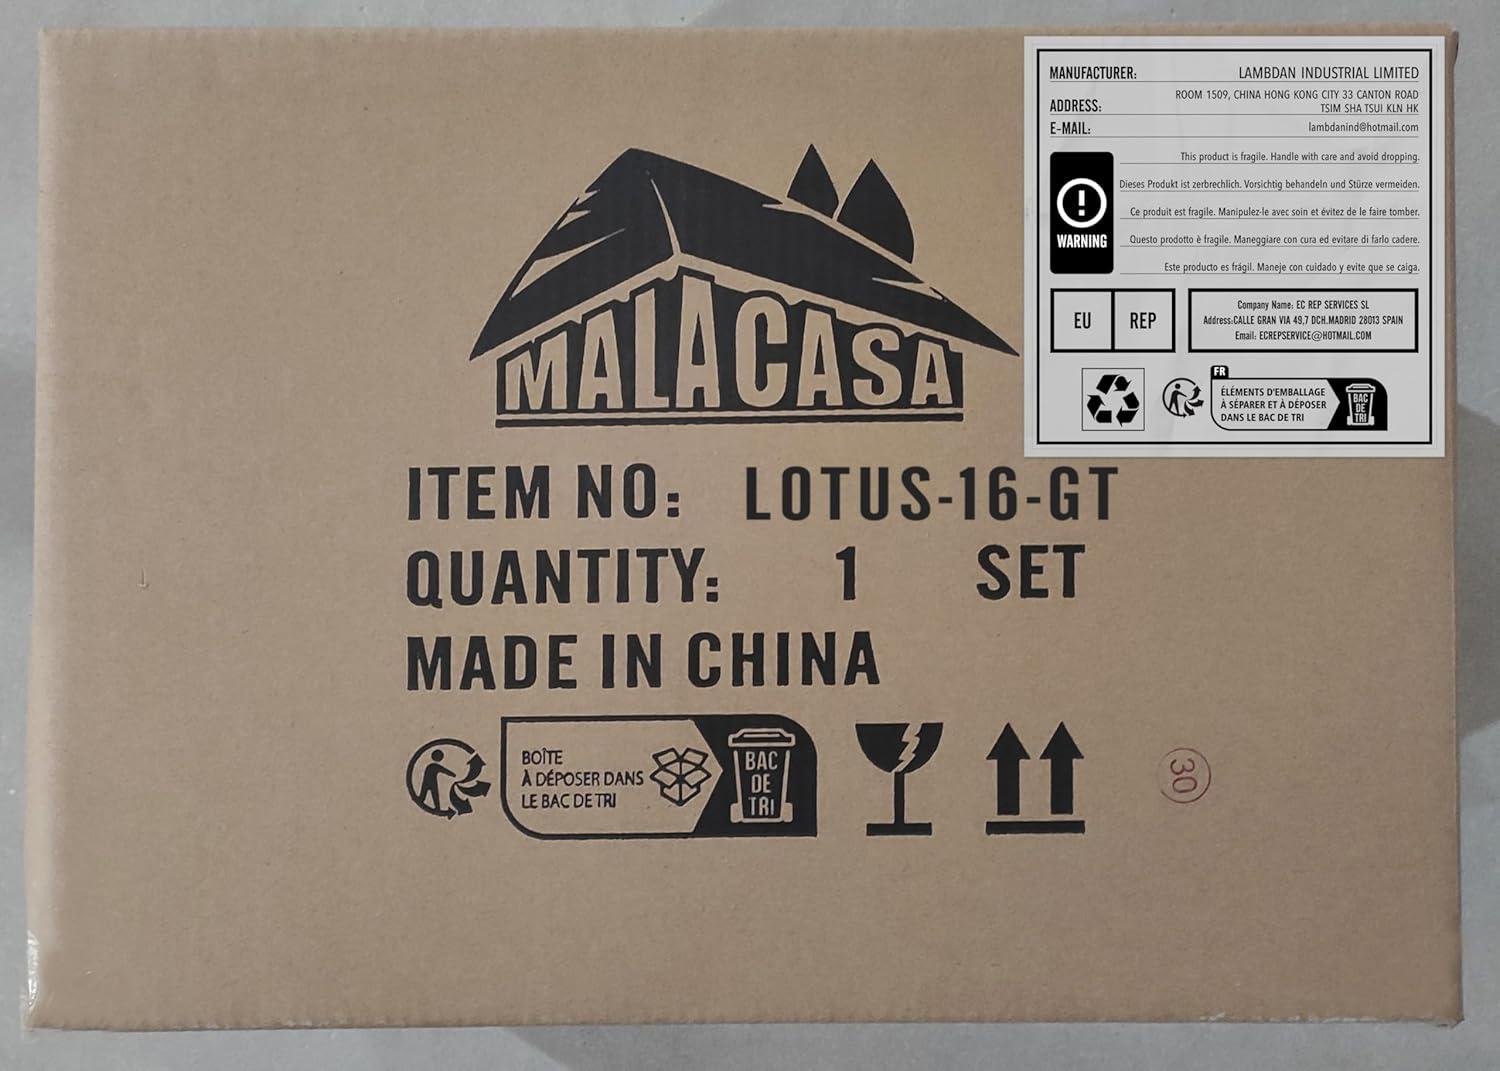 MANUFACTURER: LAMBDAN INDUSTRIAL LIMITED
ADDRESS: ROOM 1509, CHINA HONG KONG CITY 33 CANTON ROAD
TSIM SHA TSUI KLN HK
E-MAIL: lambdanind@hotmail.com
WARNING
This product is fragile. Handle with care and avoid dropping.
Dieses Produkt ist zerbrechlich. Vorsichtig behandeln und Stürze vermeiden.
Ce produit est fragile. Manipulez-le avec soin et évitez de le faire tomber.
Questo prodotto è fragile. Maneggiare con cura ed evitare di farlo cadere.
Este producto es frágil. Maneje con cuidado y evite que se caiga.
EU REP
Company Name: EC REP SERVICES SL
Address:CALLE GRAN VIA 49,7 DCH.MADRID 28013 SPAIN
Email: ECREPSERVICE@HOTMAIL.COM
FR
ÉLÉMENTS D'EMBALLAGE
À SÉPARER ET À DÉPOSER
DANS LE BAC DE TRI
BAC
DE
TRI
MALACASA
ITEM NO: LOTUS-16-GT
QUANTITY: 1 SET
MADE IN CHINA
BOÎTE
À DÉPOSER DANS
LE BAC DE TRI
BAC
DE
TRI
30